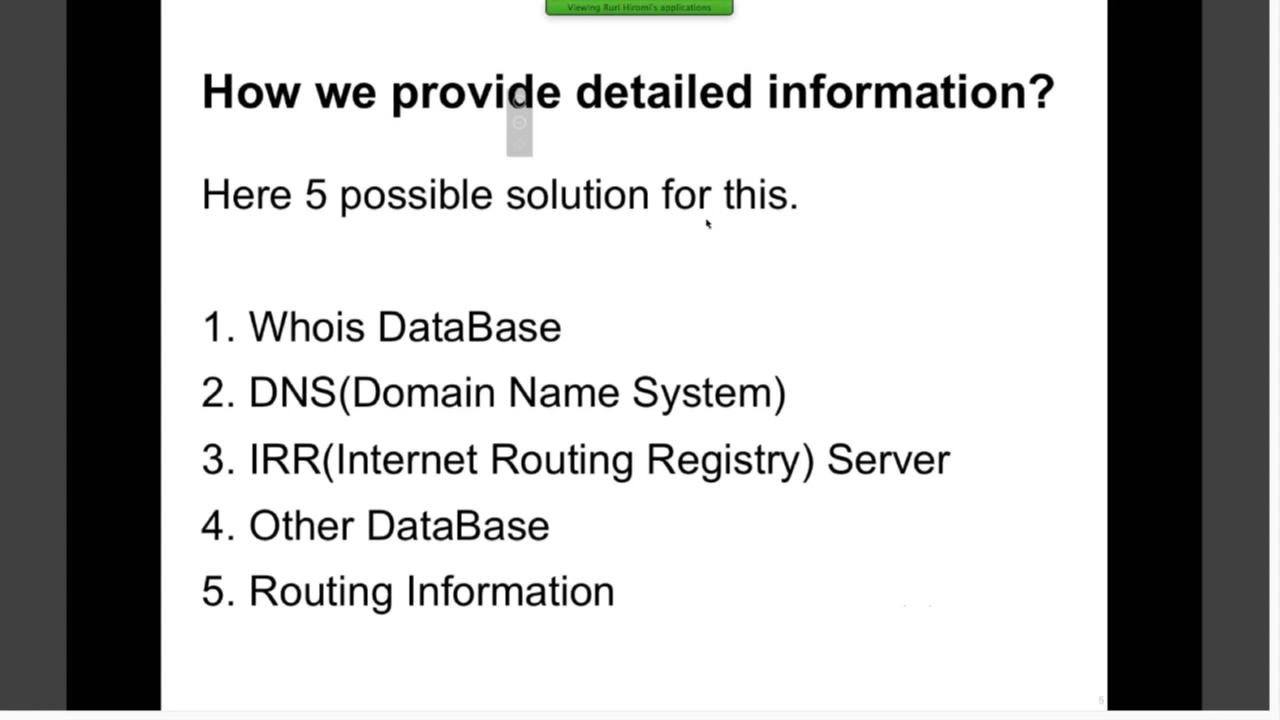 Viewing Ruri Hiromi's applications
How we provide detailed information?
Here 5 possible solution for this.
1. Whois DataBase
2. DNS(Domain Name System)
3. IRR(Internet Routing Registry) Server
4. Other DataBase
5. Routing Information
5